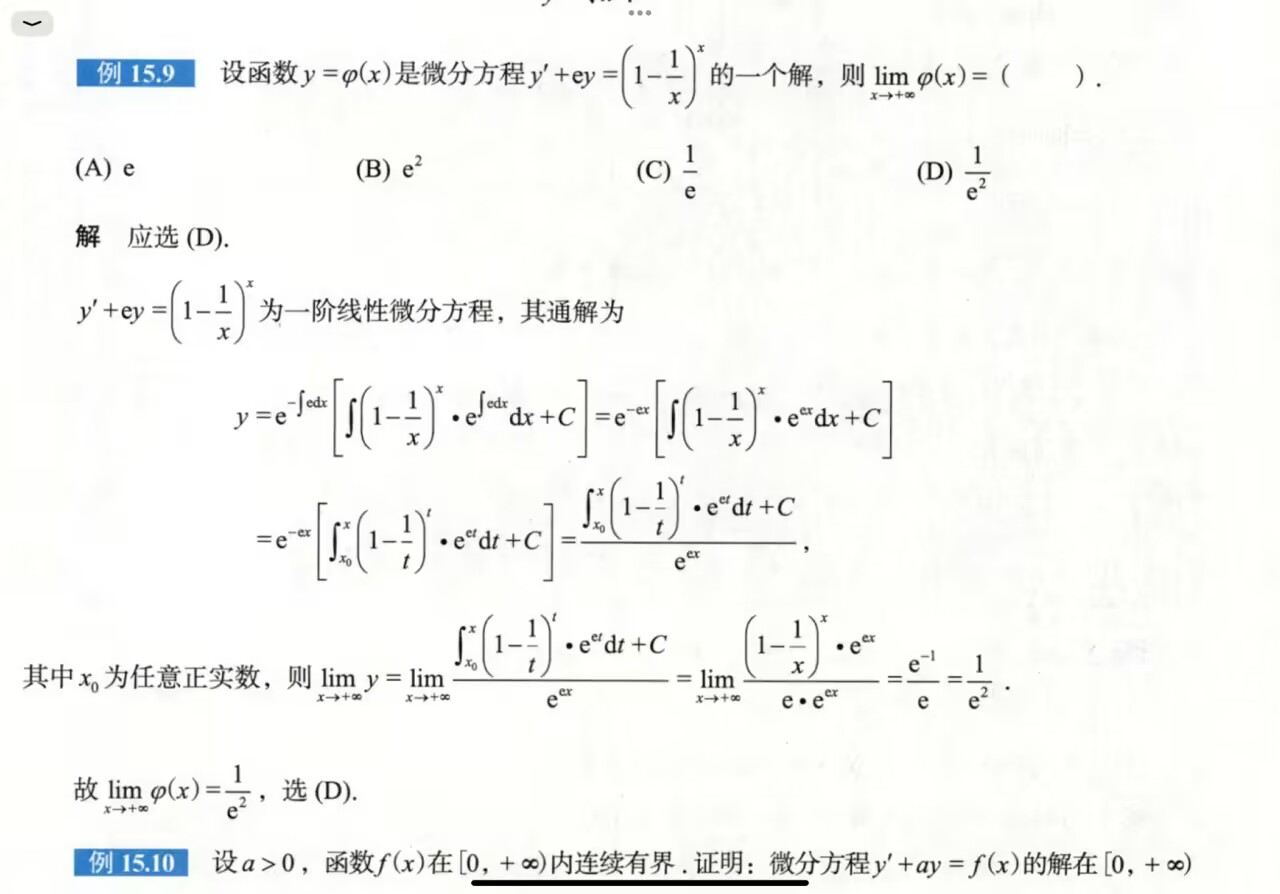 例 15.9 设函数 y = φ(x) 是微分方程 y′ + ey = (1 − 1/x)^x 的一个解，则 lim_{x→+∞} φ(x) = (　　).
(A) e (B) e² (C) 1/e (D) 1/e²
解 应选 (D).
y′ + ey = (1 − 1/x)^x 为一阶线性微分方程，其通解为
y = e^{−∫edx} [∫(1 − 1/x)^x • e^{∫edx} dx + C] = e^{−ex} [∫(1 − 1/x)^x • e^{ex} dx + C]
= e^{−ex} [∫_{x₀}^{x} (1 − 1/t)^t • e^{et} dt + C] = (∫_{x₀}^{x} (1 − 1/t)^t • e^{et} dt + C) / e^{ex} ,
其中 x₀ 为任意正实数，则 lim_{x→+∞} y = lim_{x→+∞} (∫_{x₀}^{x} (1 − 1/t)^t • e^{et} dt + C) / e^{ex} = lim_{x→+∞} ((1 − 1/x)^x • e^{ex}) / (e • e^{ex}) = e^{−1}/e = 1/e² .
故 lim_{x→+∞} φ(x) = 1/e² ，选 (D).
例 15.10 设 a > 0，函数 f(x) 在 [0, +∞) 内连续有界. 证明：微分方程 y′ + ay = f(x) 的解在 [0, +∞)